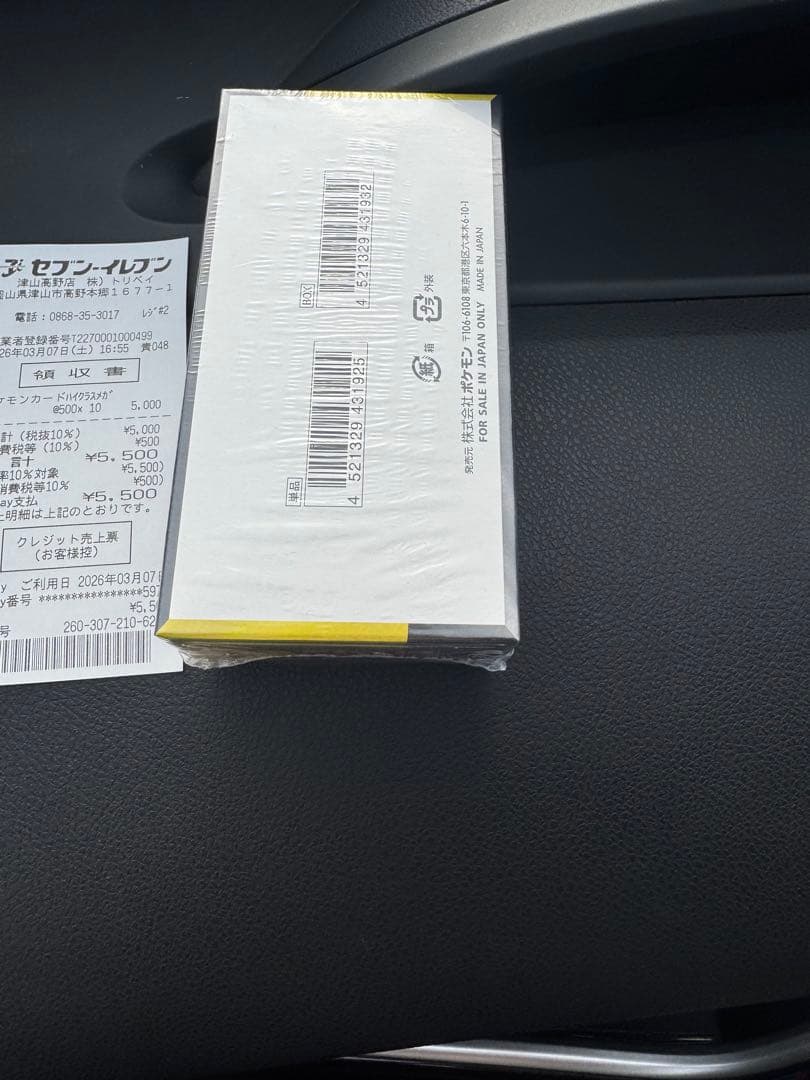 セブン-イレブン
津山高野店 株）トリベイ
岡山県津山市高野本郷１６７７－１
電話：0868-35-3017 ﾚｼﾞ#2
業者登録番号T2270001000499
26年03月07日(土) 16:55 責048
領収書
ケモンカードﾊｲｸﾗｽﾒｶﾞ
@500x 10 5,000
計（税抜10%） ¥5,000
費税等（10%） ¥500
合計 ¥5,500
率10%対象 ¥5,500)
消費税等10% ¥500)
ay支払 ¥5,500
明細は上記のとおりです。
クレジット売上票
（お客様控）
y ご利用日 2026年03月07
y番号 ****************597
¥5,5
号 260-307-210-62
BOX
4 521329 431932
単品
4 521329 431925
プラ 外装
紙 箱
発売元 株式会社ポケモン 〒106-6108 東京都港区六本木6-10-1
FOR SALE IN JAPAN ONLY MADE IN JAPAN